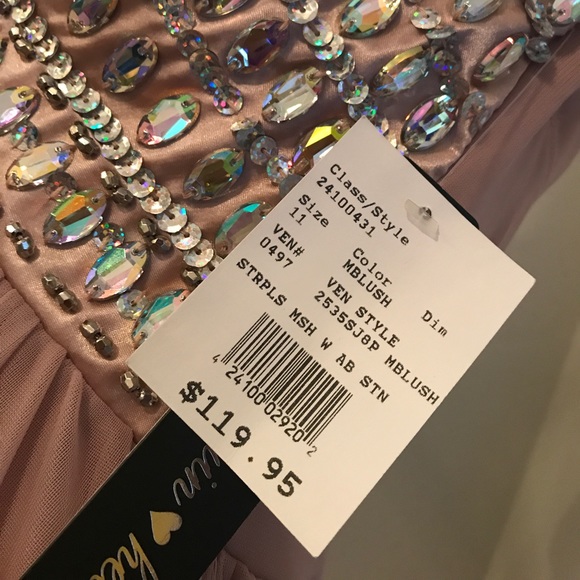 Class/Style
24100431
Size
11
Color
MBLUSH
Dim
VEN#
0497
VEN STYLE
2535SJ8P MBLUSH
STRPLS MSH W AB STN
4 24100 02920 2
$119.95